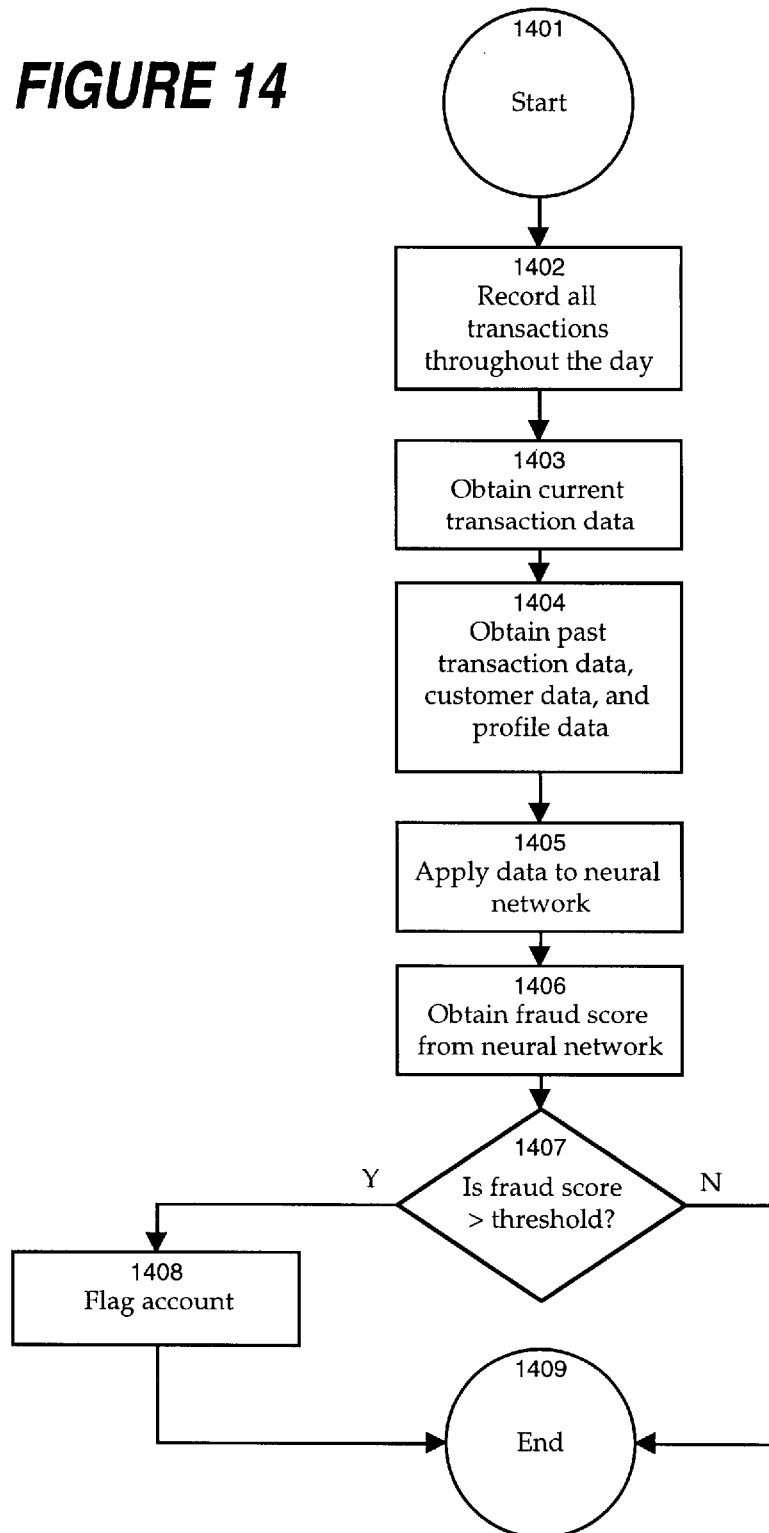 FIGURE 14
1401
Start
1402
Record all
transactions
throughout the day
1403
Obtain current
transaction data
1404
Obtain past
transaction data,
customer data, and
profile data
1405
Apply data to neural
network
1406
Obtain fraud score
from neural network
1407
Y
Is fraud score
> threshold?
N
1408
Flag account
1409
End